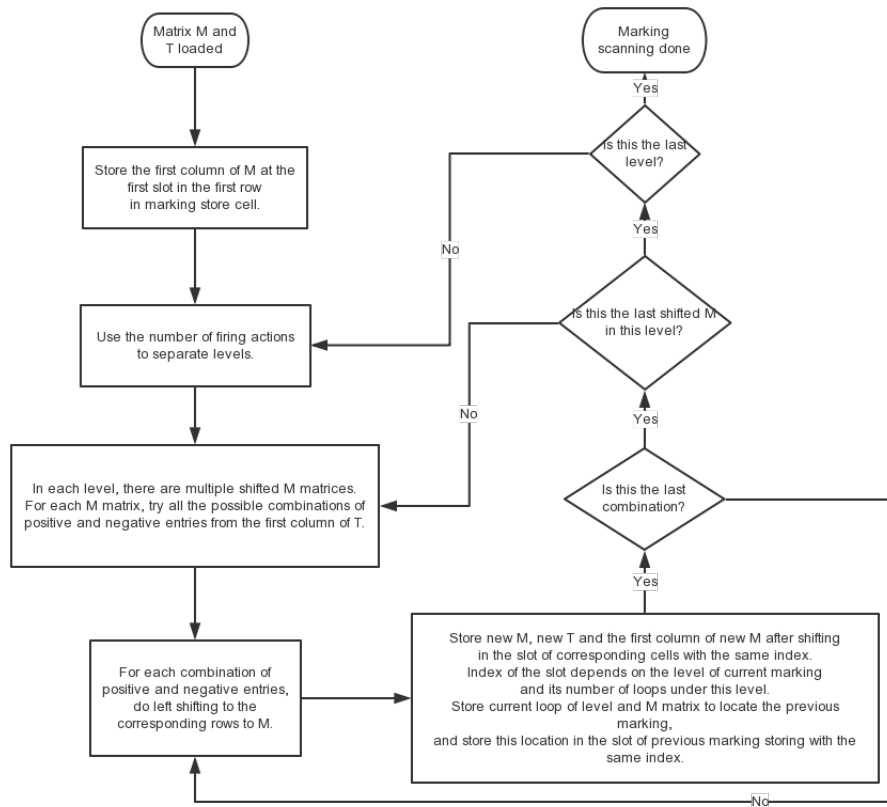 Matrix M and
T loaded
Store the first column of M at the
first slot in the first row
in marking store cell.
Use the number of firing actions
to separate levels.
In each level, there are multiple shifted M matrices.
For each M matrix, try all the possible combinations of
positive and negative entries from the first column of T.
For each combination of
positive and negative entries,
do left shifting to the
corresponding rows to M.
Store new M, new T and the first column of new M after shifting
in the slot of corresponding cells with the same index.
Index of the slot depends on the level of current marking
and its number of loops under this level.
Store current loop of level and M matrix to locate the previous
marking,
and store this location in the slot of previous marking storing with the
same index.
Yes
Is this the last
combination?
No
Yes
Is this the last shifted M
in this level?
No
Yes
Is this the last
level?
No
Yes
Marking
scanning done